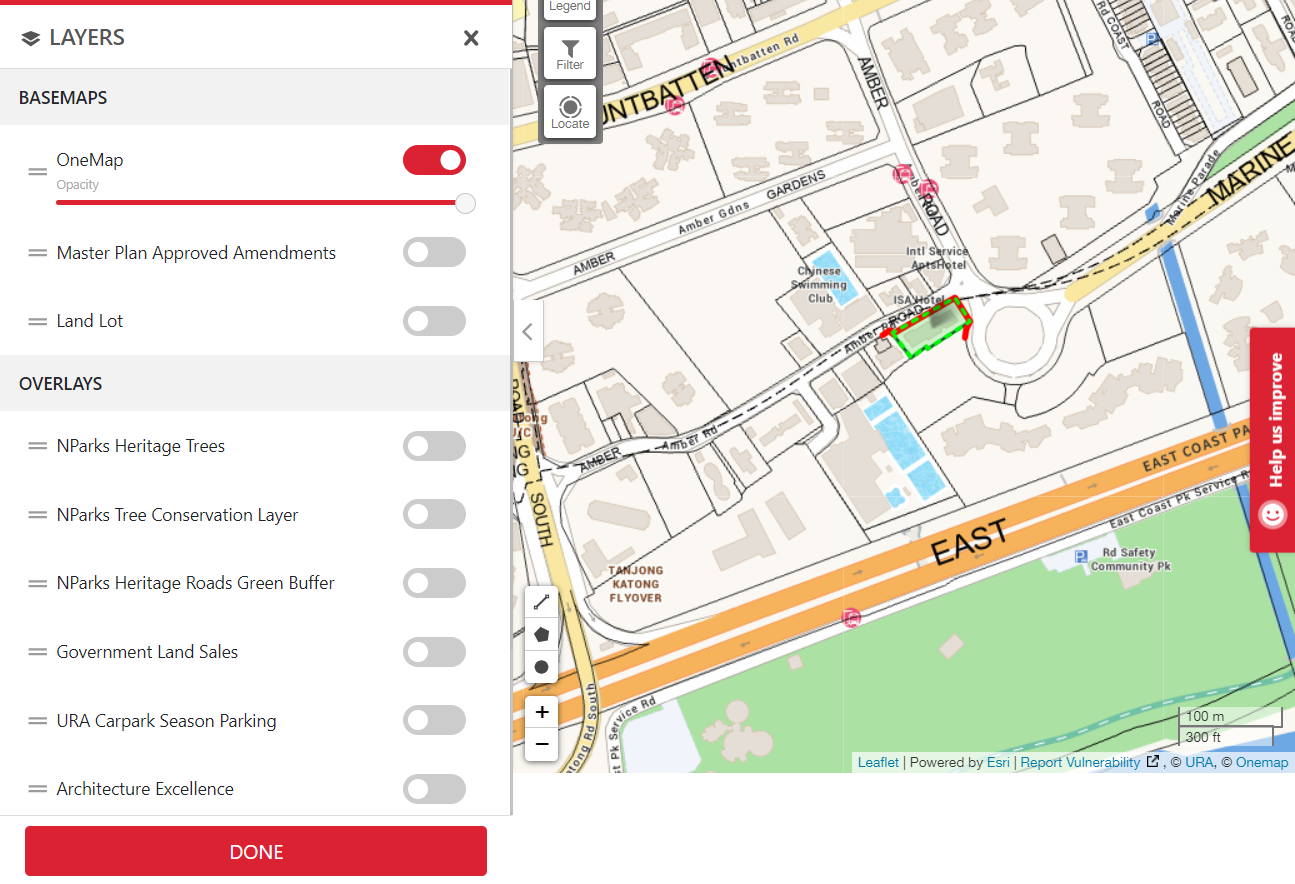 LAYERS
BASEMAPS
OneMap
Opacity
Master Plan Approved Amendments
Land Lot
OVERLAYS
NParks Heritage Trees
NParks Tree Conservation Layer
NParks Heritage Roads Green Buffer
Government Land Sales
URA Carpark Season Parking
Architecture Excellence
DONE
Legend
Filter
Locate
UNTBATTEN
untbatten Rd
AMBER
ROAD
Rd COAST
ROAD
Marine Parade
MARINE
AMBER
GARDENS
Amber Gdns
Intl Service
AptsHotel
Chinese
Swimming
Club
ISA Hotel
ROAD
Amber
AMBER
Amber Rd
SOUTH
EAST COAST PA
East Coast Pk Service R
EAST
Rd Safety
Community Pk
TANJONG
KATONG
FLYOVER
Pk Service Rd
tong Rd South
Help us improve
+
−
100 m
300 ft
Leaflet | Powered by Esri | Report Vulnerability , © URA, © Onemap